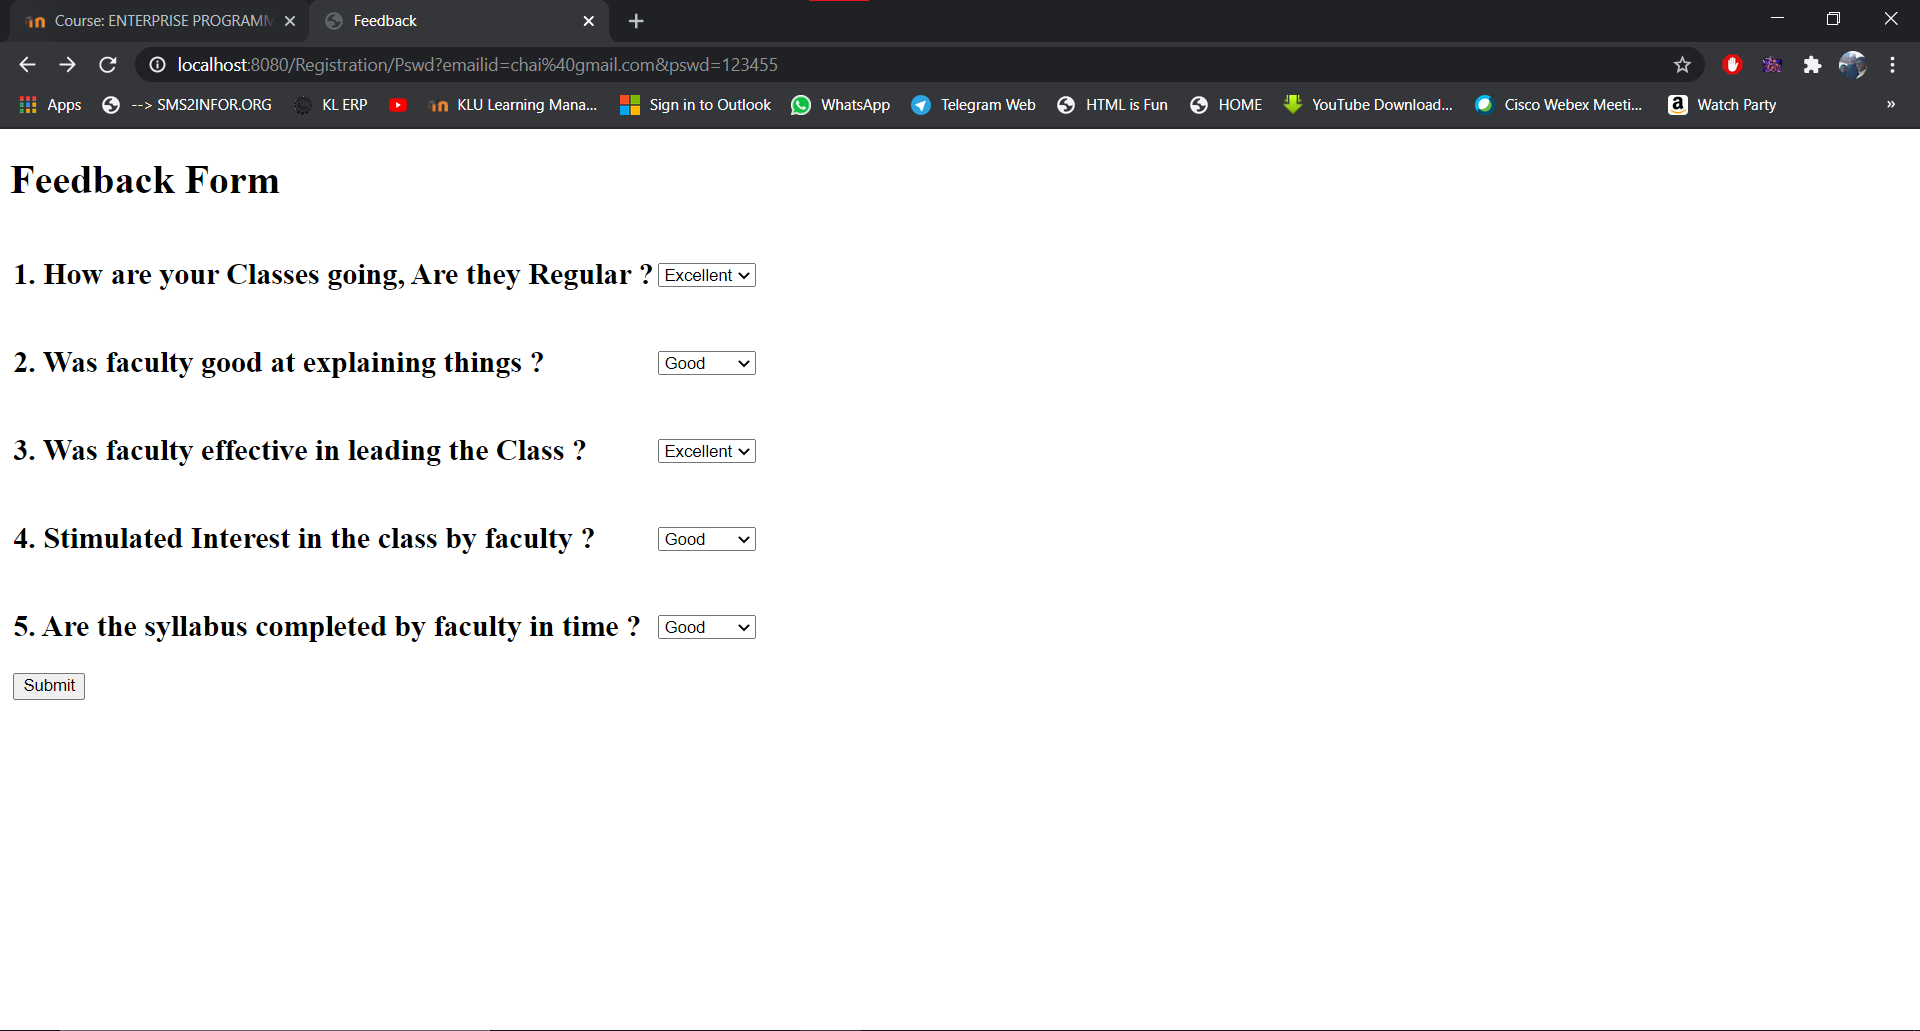 Course: ENTERPRISE PROGRAMM
Feedback
localhost:8080/Registration/Pswd?emailid=chai%40gmail.com&pswd=123455
Apps --> SMS2INFOR.ORG KL ERP KLU Learning Mana... Sign in to Outlook WhatsApp Telegram Web HTML is Fun HOME YouTube Download... Cisco Webex Meeti... Watch Party »
Feedback Form
1. How are your Classes going, Are they Regular ? Excellent
2. Was faculty good at explaining things ? Good
3. Was faculty effective in leading the Class ? Excellent
4. Stimulated Interest in the class by faculty ? Good
5. Are the syllabus completed by faculty in time ? Good
Submit